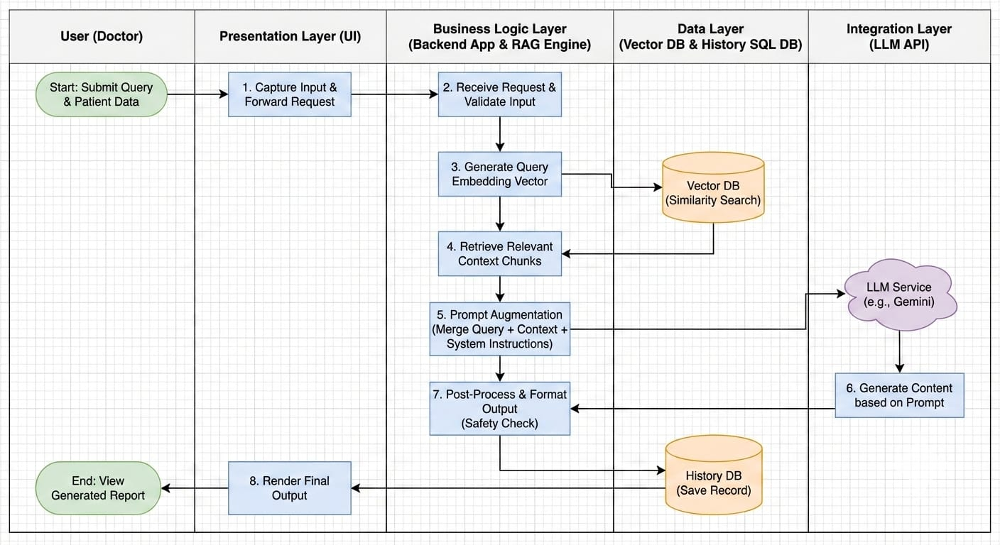 User (Doctor)
Presentation Layer (UI)
Business Logic Layer
(Backend App & RAG Engine)
Data Layer
(Vector DB & History SQL DB)
Integration Layer
(LLM API)
Start: Submit Query
& Patient Data
1. Capture Input &
Forward Request
2. Receive Request &
Validate Input
3. Generate Query
Embedding Vector
Vector DB
(Similarity Search)
4. Retrieve Relevant
Context Chunks
LLM Service
(e.g., Gemini)
5. Prompt Augmentation
(Merge Query + Context +
System Instructions)
6. Generate Content
based on Prompt
7. Post-Process & Format
Output
(Safety Check)
History DB
(Save Record)
8. Render Final
Output
End: View
Generated Report